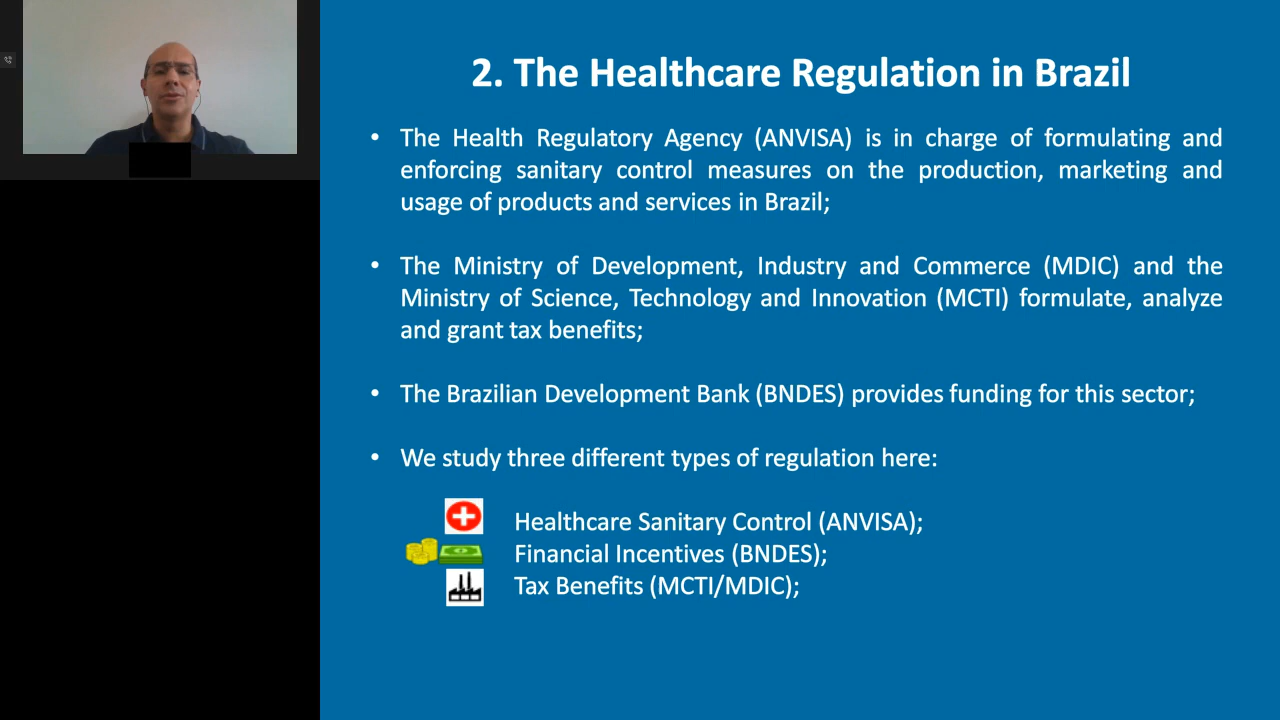 2. The Healthcare Regulation in Brazil
• The Health Regulatory Agency (ANVISA) is in charge of formulating and
enforcing sanitary control measures on the production, marketing and
usage of products and services in Brazil;
• The Ministry of Development, Industry and Commerce (MDIC) and the
Ministry of Science, Technology and Innovation (MCTI) formulate, analyze
and grant tax benefits;
• The Brazilian Development Bank (BNDES) provides funding for this sector;
• We study three different types of regulation here:
Healthcare Sanitary Control (ANVISA);
Financial Incentives (BNDES);
Tax Benefits (MCTI/MDIC);